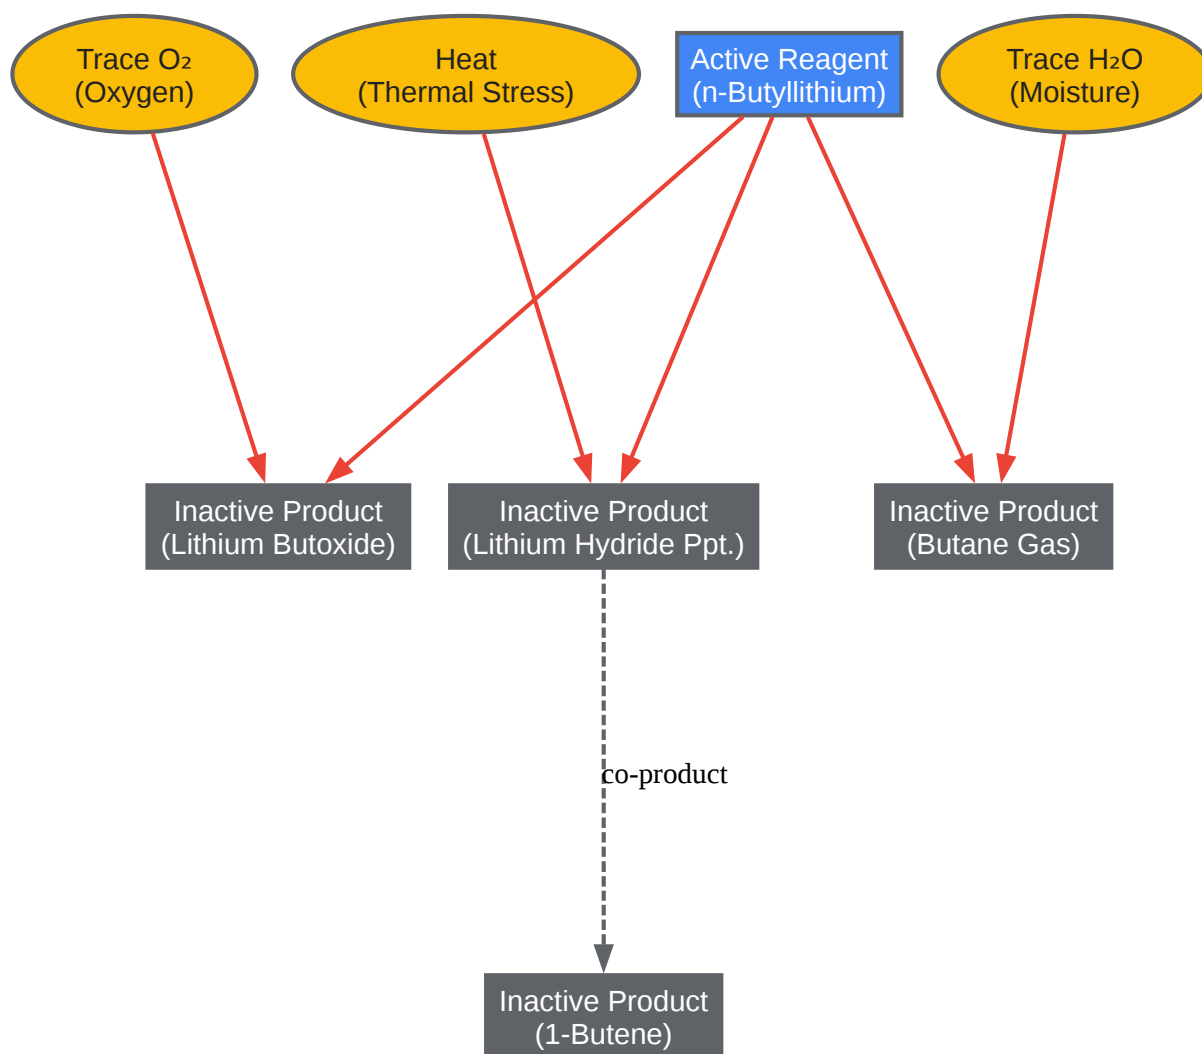 Trace O₂
(Oxygen)
Heat
(Thermal Stress)
Active Reagent
(n-Butyllithium)
Trace H₂O
(Moisture)
Inactive Product
(Lithium Butoxide)
Inactive Product
(Lithium Hydride Ppt.)
Inactive Product
(Butane Gas)
co-product
Inactive Product
(1-Butene)